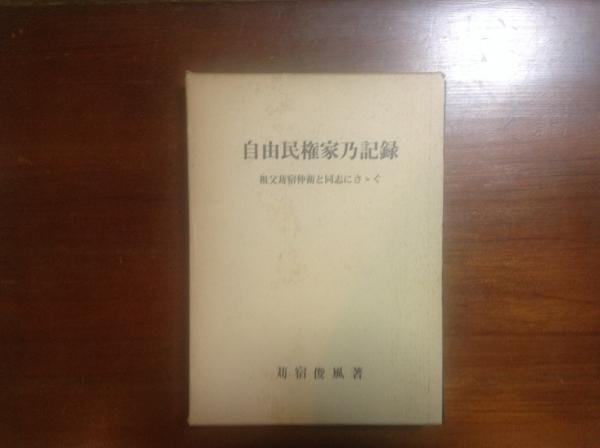 自由民権家乃記録
祖父苅宿仲衛と同志にさゝぐ
苅宿俊風著